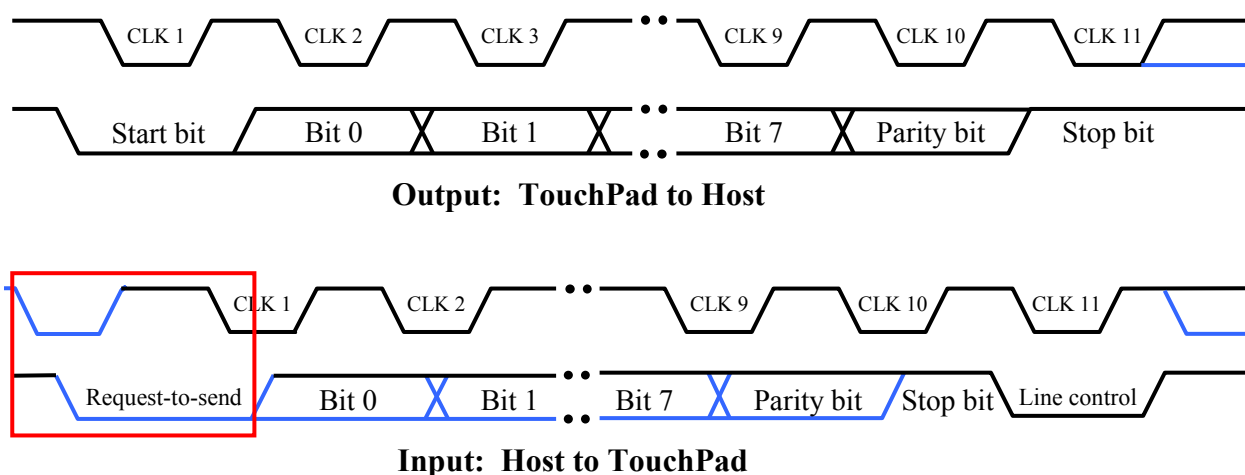 CLK 1 CLK 2 CLK 3 •• CLK 9 CLK 10 CLK 11
Start bit Bit 0 Bit 1 •• Bit 7 Parity bit Stop bit
Output: TouchPad to Host
CLK 1 CLK 2 •• CLK 9 CLK 10 CLK 11
Request-to-send Bit 0 Bit 1 •• Bit 7 Parity bit Stop bit Line control
Input: Host to TouchPad